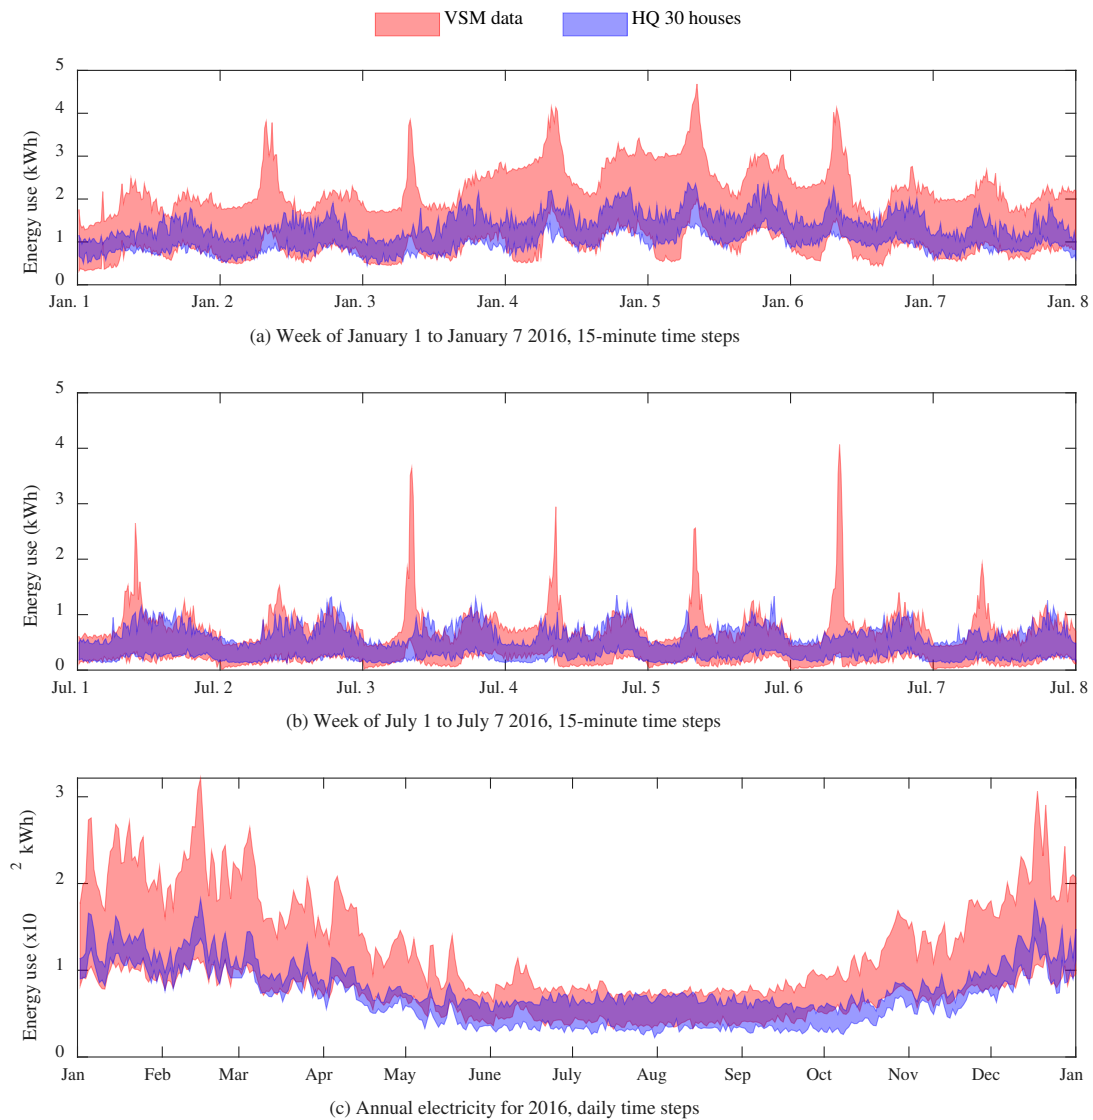 VSM data HQ 30 houses
5
4
3
2
1
0
Energy use (kWh)
Jan. 1 Jan. 2 Jan. 3 Jan. 4 Jan. 5 Jan. 6 Jan. 7 Jan. 8
(a) Week of January 1 to January 7 2016, 15-minute time steps
5
4
3
2
1
0
Energy use (kWh)
Jul. 1 Jul. 2 Jul. 3 Jul. 4 Jul. 5 Jul. 6 Jul. 7 Jul. 8
(b) Week of July 1 to July 7 2016, 15-minute time steps
3
2
1
0
Energy use (x10 2 kWh)
Jan Feb Mar Apr May June July Aug Sep Oct Nov Dec Jan
(c) Annual electricity for 2016, daily time steps